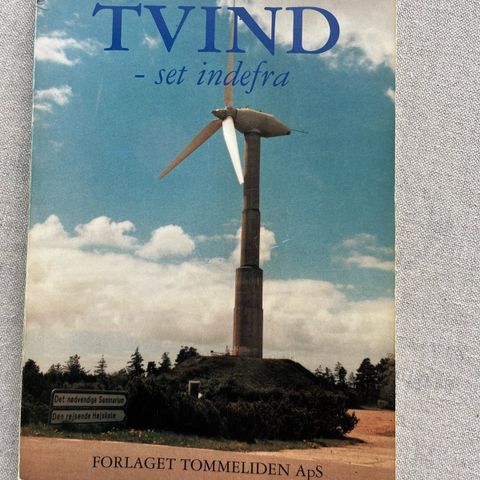 TVIND
- set indefra
Det nødvendige Seminarium
Den rejsende Højskole
FORLAGET TOMMELIDEN ApS